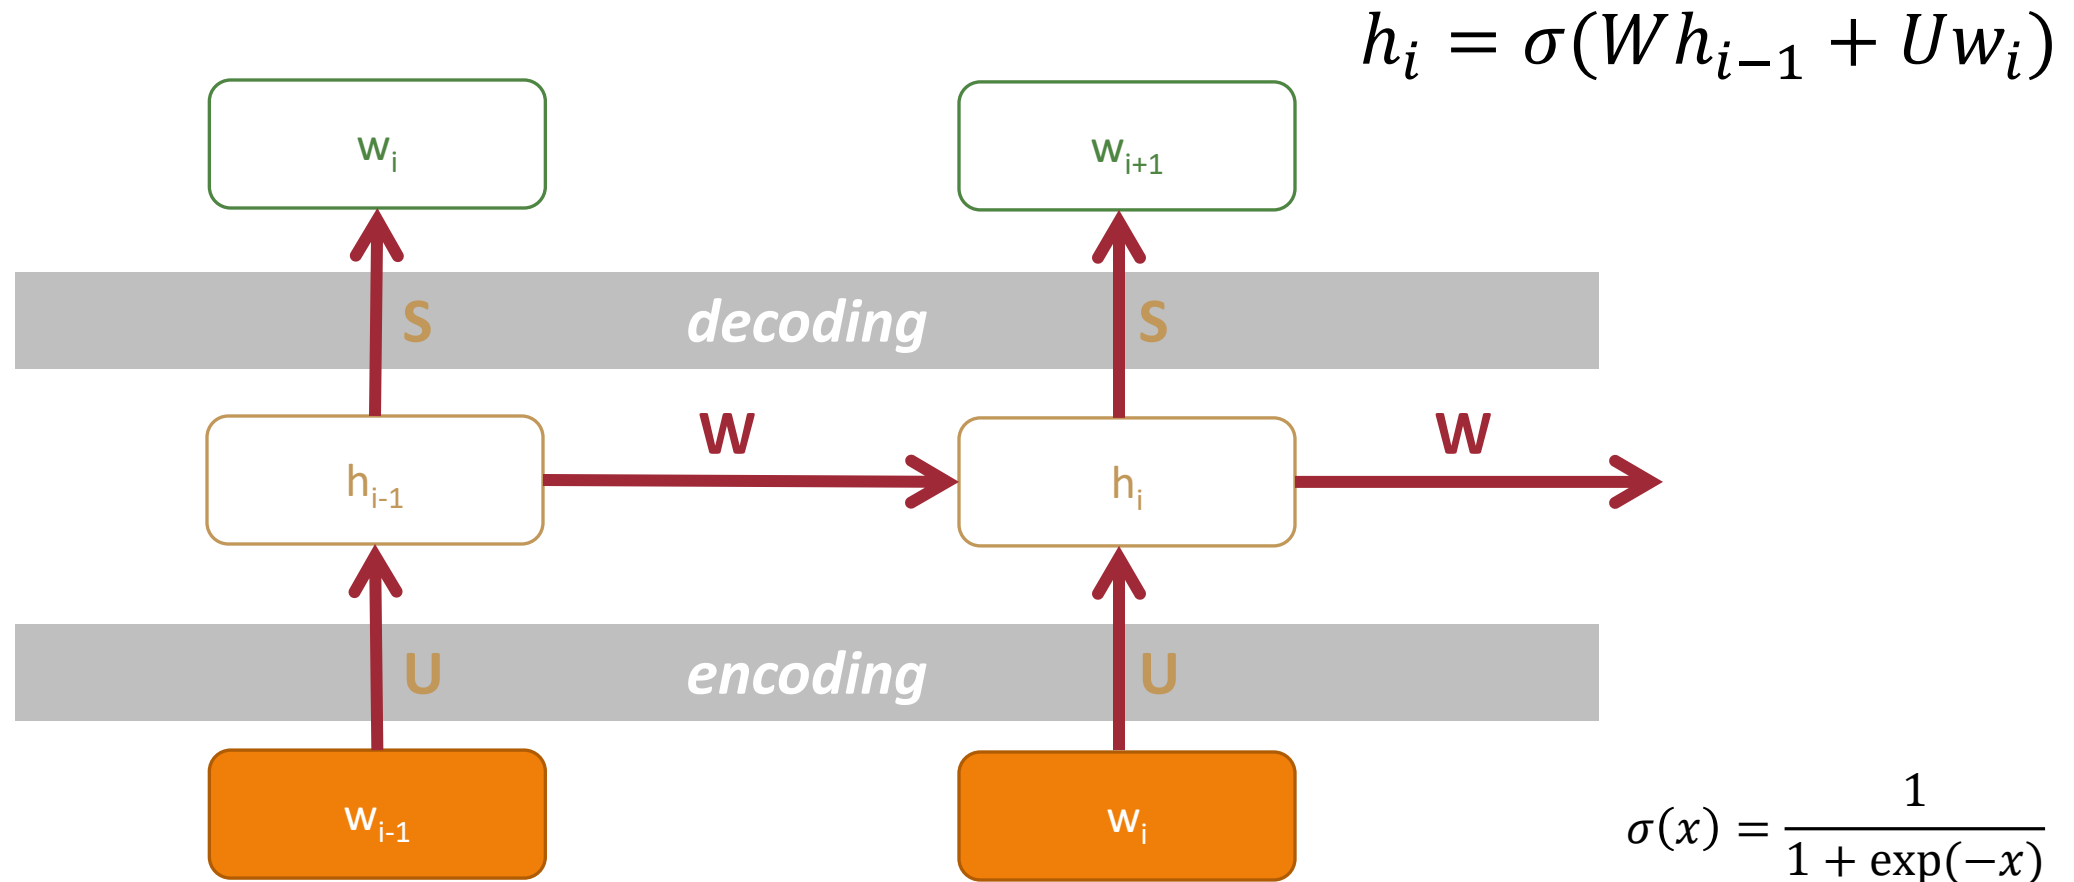 hᵢ = σ(Whᵢ₋₁ + Uwᵢ)
wᵢ
wᵢ₊₁
S decoding S
W
W
hᵢ₋₁
hᵢ
U encoding U
wᵢ₋₁
wᵢ
σ(x) = 1 / (1 + exp(−x))